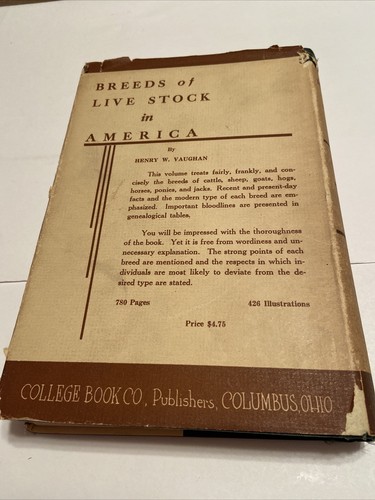 BREEDS of
LIVE STOCK
in
AMERICA
By
HENRY W. VAUGHAN
This volume treats fairly, frankly, and con-
cisely the breeds of cattle, sheep, goats, hogs,
horses, ponies, and jacks. Recent and present-day
facts and the modern type of each breed are em-
phasized. Important bloodlines are presented in
genealogical tables.
You will be impressed with the thoroughness
of the book. Yet it is free from wordiness and un-
necessary explanation. The strong points of each
breed are mentioned and the respects in which in-
dividuals are most likely to deviate from the de-
sired type are stated.
780 Pages 426 Illustrations
Price $4.75
COLLEGE BOOK CO., Publishers, COLUMBUS, OHIO